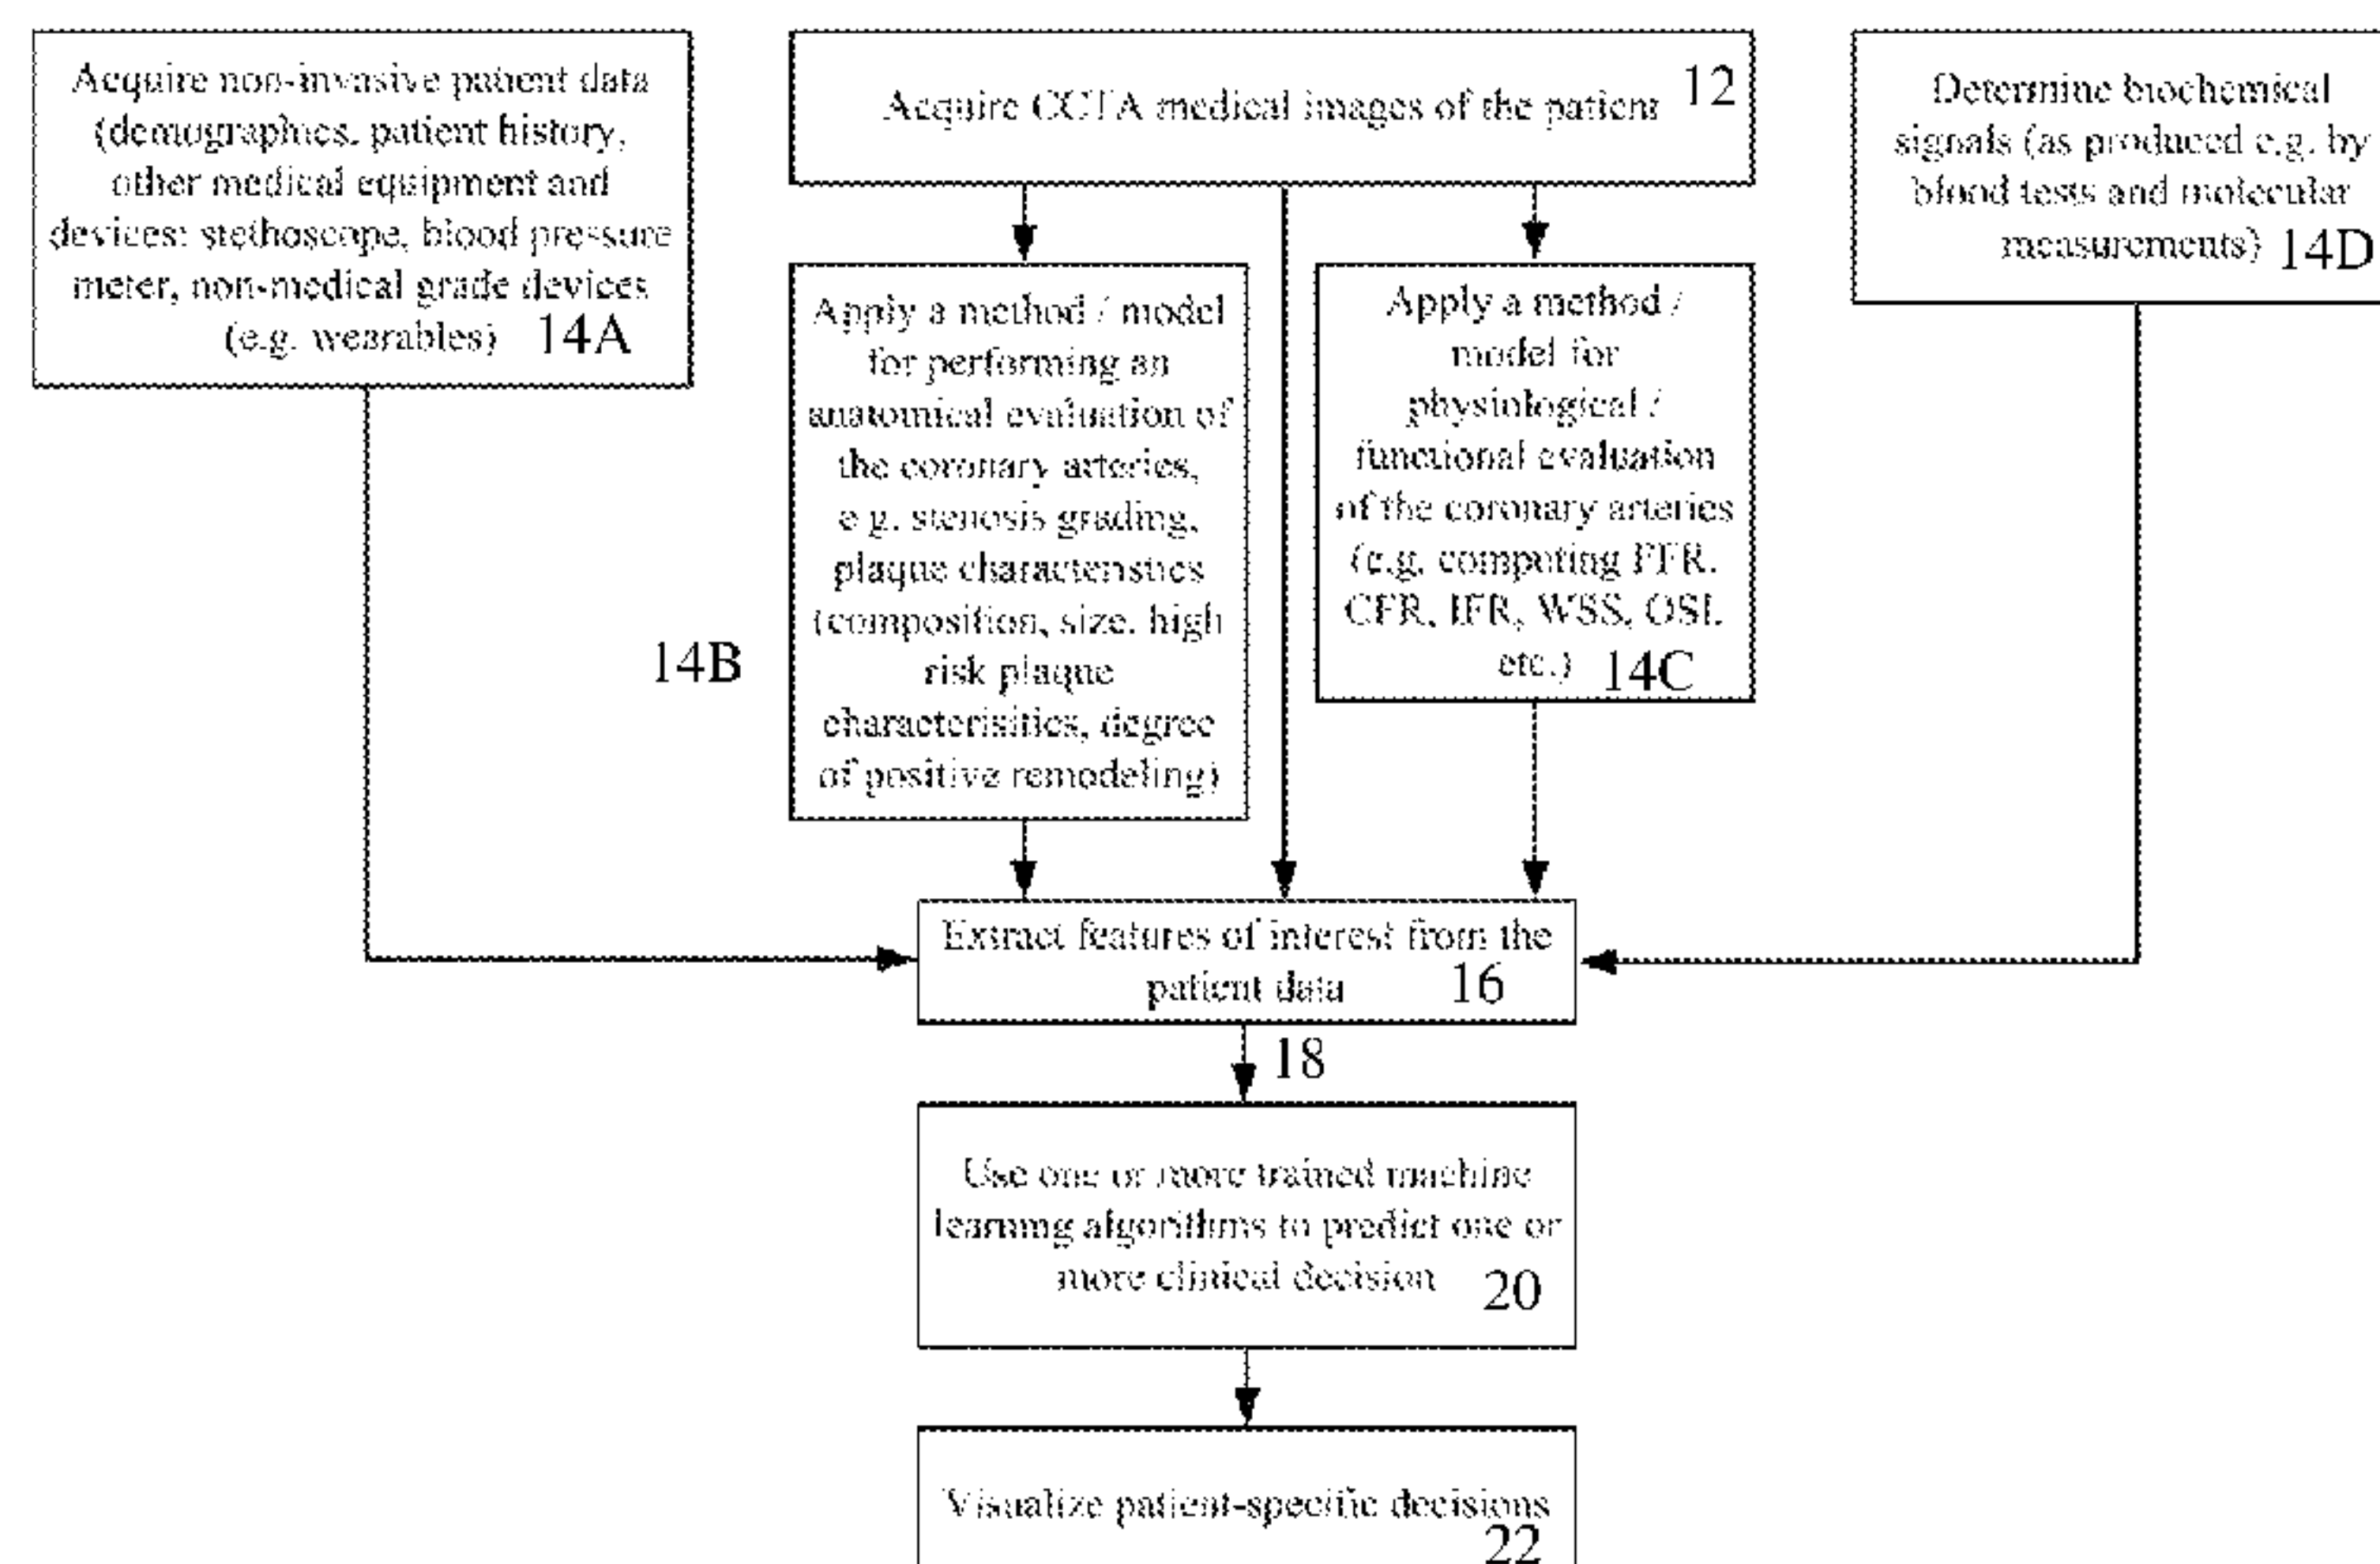 Acquire non-invasive patient data
(demographics, patient history,
other medical equipment and
devices: stethoscope, blood pressure
meter, non-medical grade devices
(e.g. wearables) 14A
Acquire CCTA medical images of the patient 12
Determine biochemical
signals (as produced e.g. by
blood tests and molecular
measurements) 14D
Apply a method / model
for performing an
anatomical evaluation of
the coronary arteries,
e.g. stenosis grading,
plaque characteristics
(composition, size, high
risk plaque
characterisitics, degree
of positive remodeling)
14B
Apply a method /
model for
physiological /
functional evaluation
of the coronary arteries
(e.g. computing FFR,
CFR, IFR, WSS, OSI,
etc.) 14C
Extract features of interest from the
patient data 16
18
Use one or more trained machine
learning algorithms to predict one or
more clinical decision 20
Visualize patient-specific decisions
22